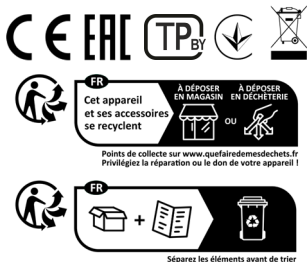 CE EAC TP BY
FR
Cet appareil
et ses accessoires
se recyclent
À DÉPOSER
EN MAGASIN
OU
À DÉPOSER
EN DÉCHÈTERIE
Points de collecte sur www.quefairedemesdechets.fr
Privilégiez la réparation ou le don de votre appareil !
FR
+
Séparez les éléments avant de trier